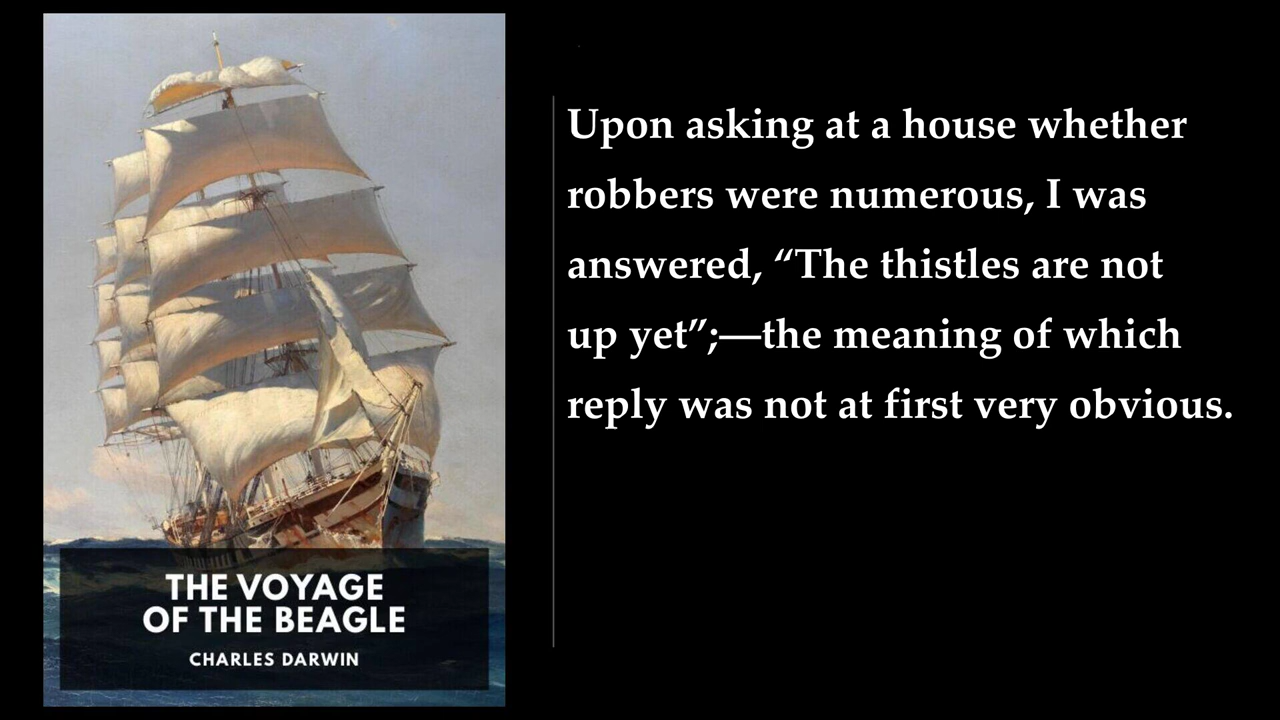 THE VOYAGE
OF THE BEAGLE
CHARLES DARWIN
Upon asking at a house whether
robbers were numerous, I was
answered, “The thistles are not
up yet”;—the meaning of which
reply was not at first very obvious.